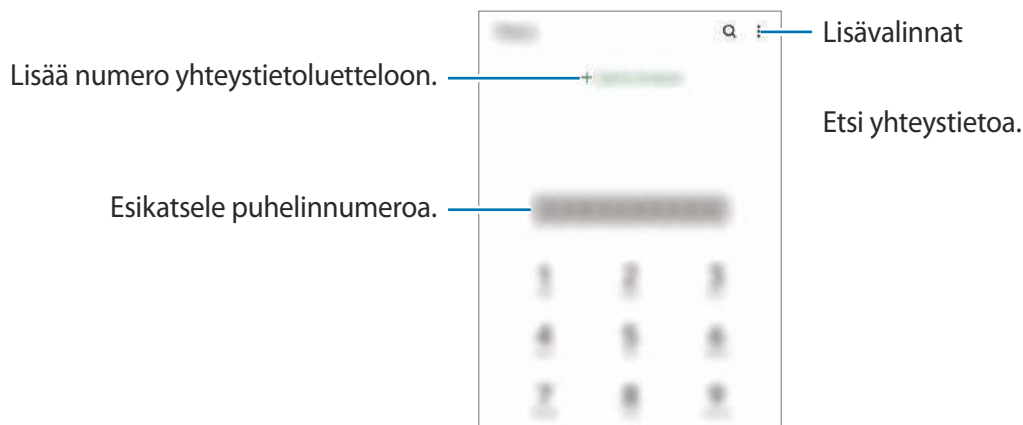 Lisävalinnat
Lisää numero yhteystietoluetteloon.
Etsi yhteystietoa.
Esikatsele puhelinnumeroa.
1 2 3
4 5 6
7 8 9